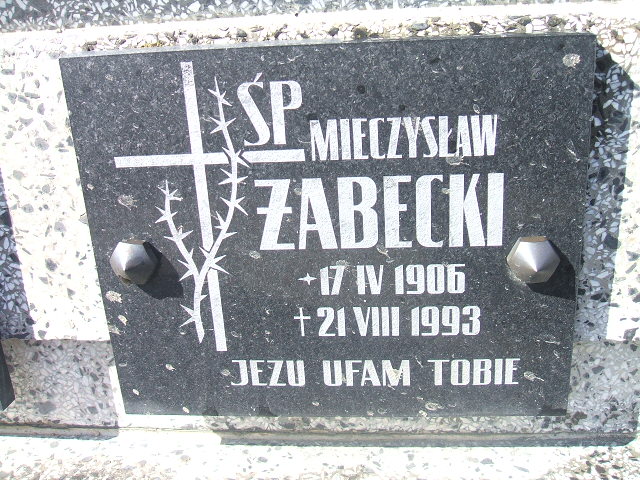 ŚP
MIECZYSŁAW
ŻABECKI
*17 IV 1906
†21 VIII 1993
JEZU UFAM TOBIE